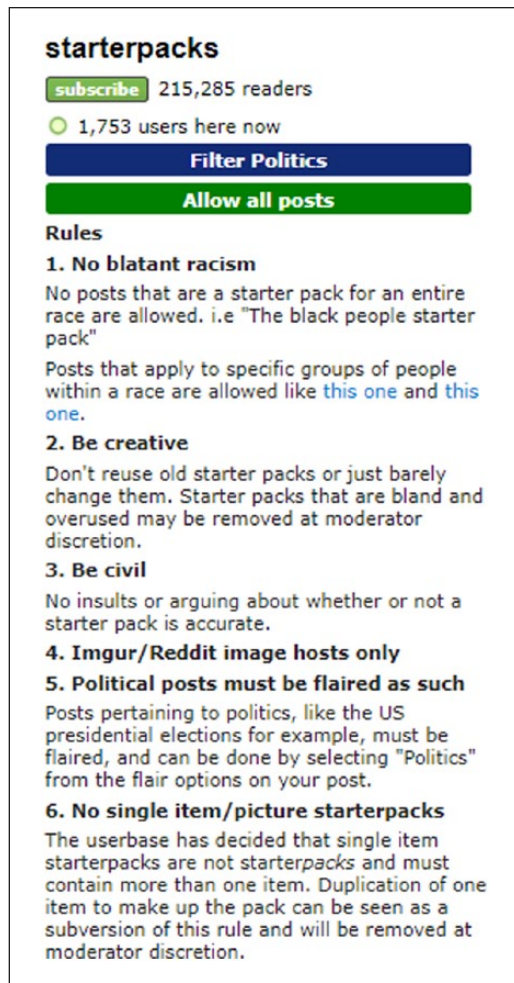 starterpacks
subscribe 215,285 readers
1,753 users here now
Filter Politics
Allow all posts
Rules
1. No blatant racism
No posts that are a starter pack for an entire
race are allowed. i.e "The black people starter
pack"
Posts that apply to specific groups of people
within a race are allowed like this one and this
one.
2. Be creative
Don't reuse old starter packs or just barely
change them. Starter packs that are bland and
overused may be removed at moderator
discretion.
3. Be civil
No insults or arguing about whether or not a
starter pack is accurate.
4. Imgur/Reddit image hosts only
5. Political posts must be flaired as such
Posts pertaining to politics, like the US
presidential elections for example, must be
flaired, and can be done by selecting "Politics"
from the flair options on your post.
6. No single item/picture starterpacks
The userbase has decided that single item
starterpacks are not starterpacks and must
contain more than one item. Duplication of one
item to make up the pack can be seen as a
subversion of this rule and will be removed at
moderator discretion.